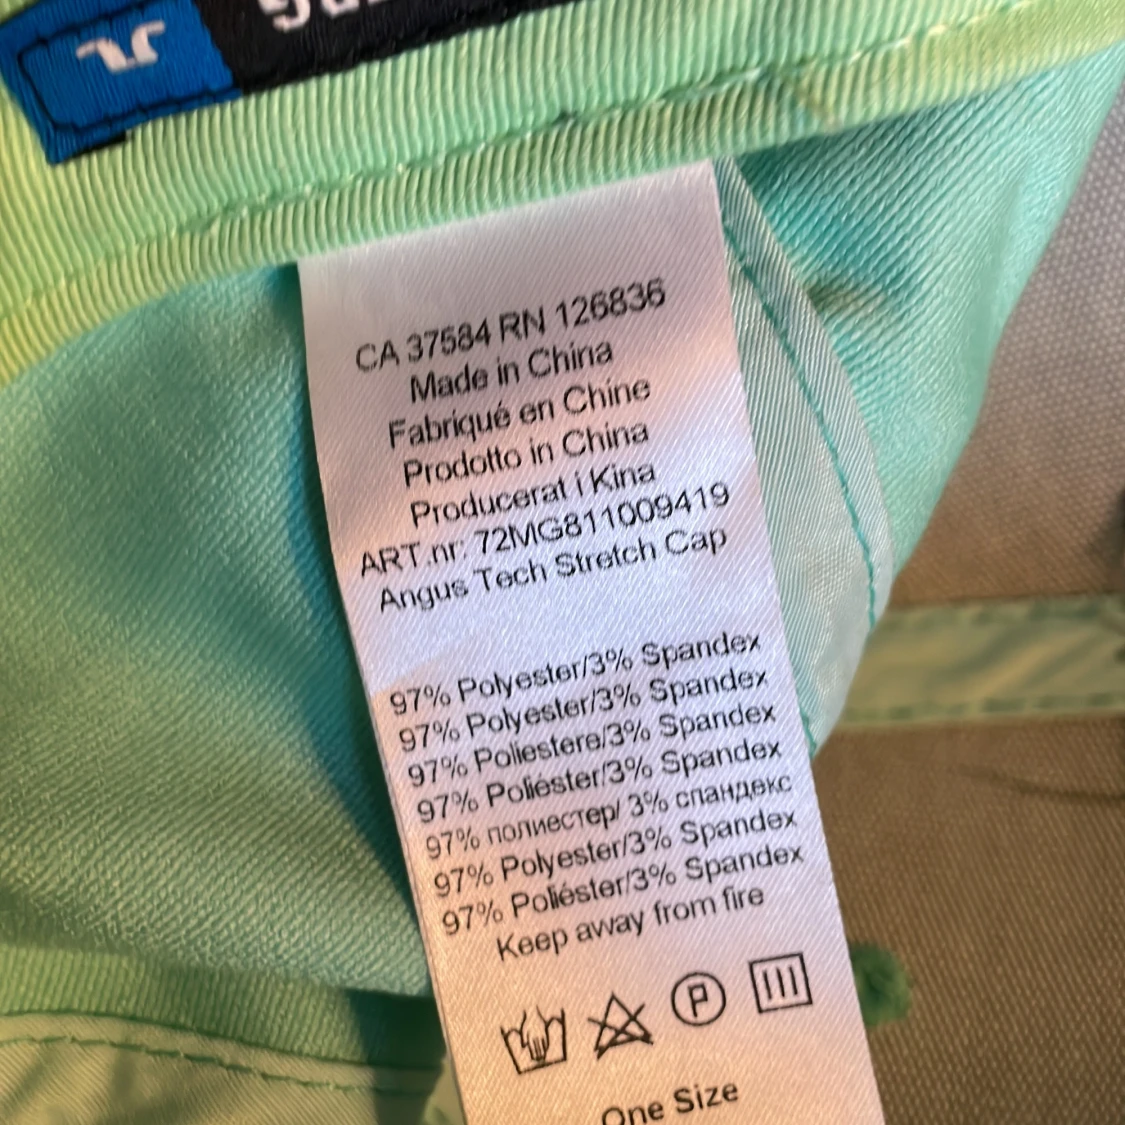 CA 37584 RN 126836
Made in China
Fabriqué en Chine
Prodotto in China
Producerat i Kina
ART.nr: 72MG811009419
Angus Tech Stretch Cap
97% Polyester/3% Spandex
97% Polyester/3% Spandex
97% Poliestere/3% Spandex
97% Poliéster/3% Spandex
97% полиестер/ 3% спандекс
97% Polyester/3% Spandex
97% Poliéster/3% Spandex
Keep away from fire
P
One Size